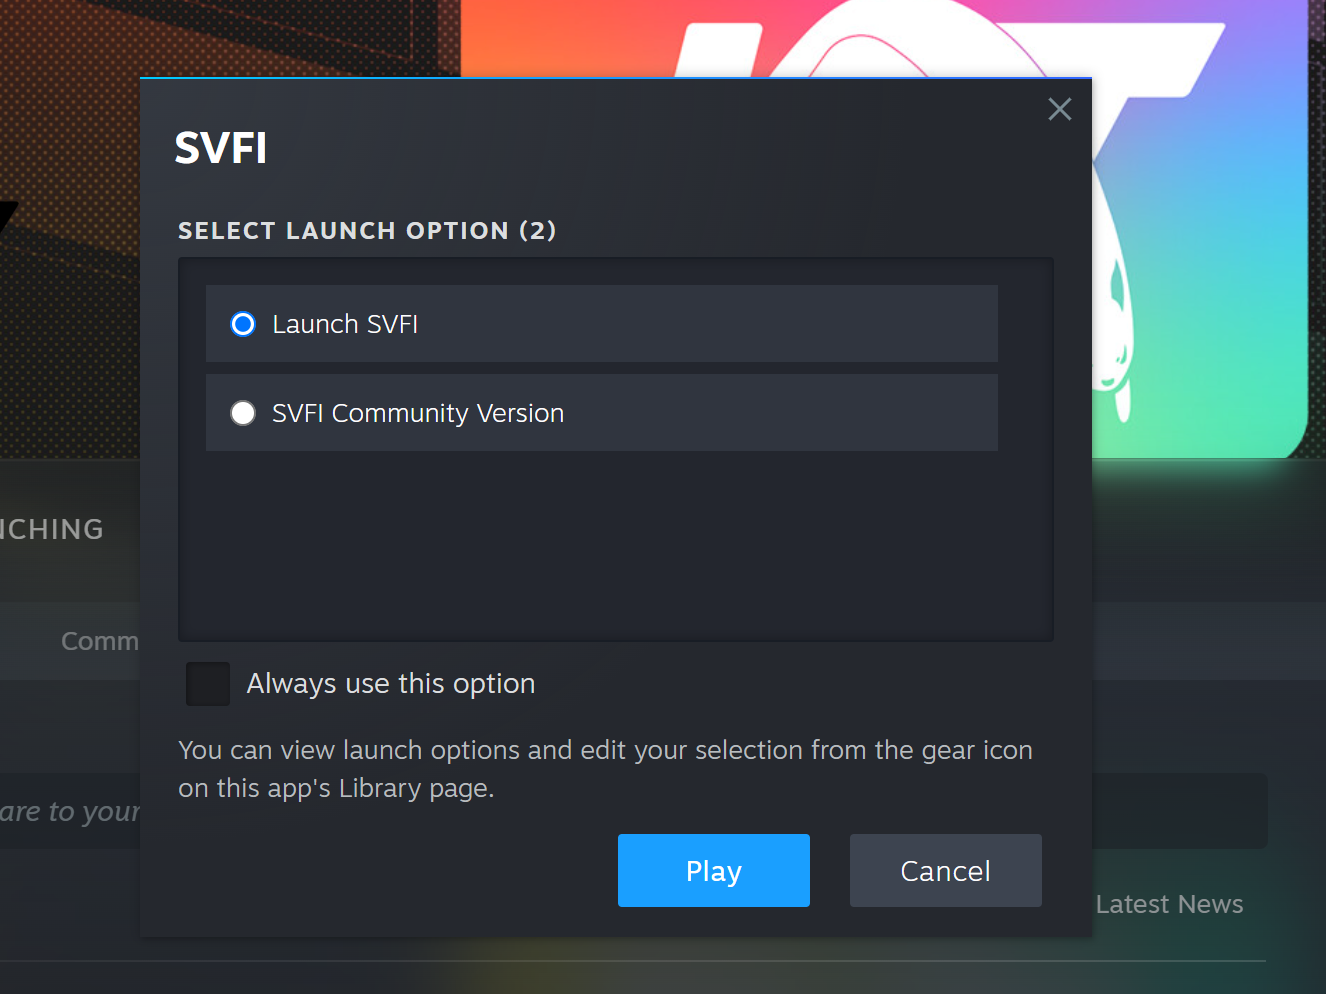 SVFI
SELECT LAUNCH OPTION (2)
Launch SVFI
SVFI Community Version
NCHING
Comm
Always use this option
You can view launch options and edit your selection from the gear icon
on this app's Library page.
are to your
Play
Cancel
Latest News